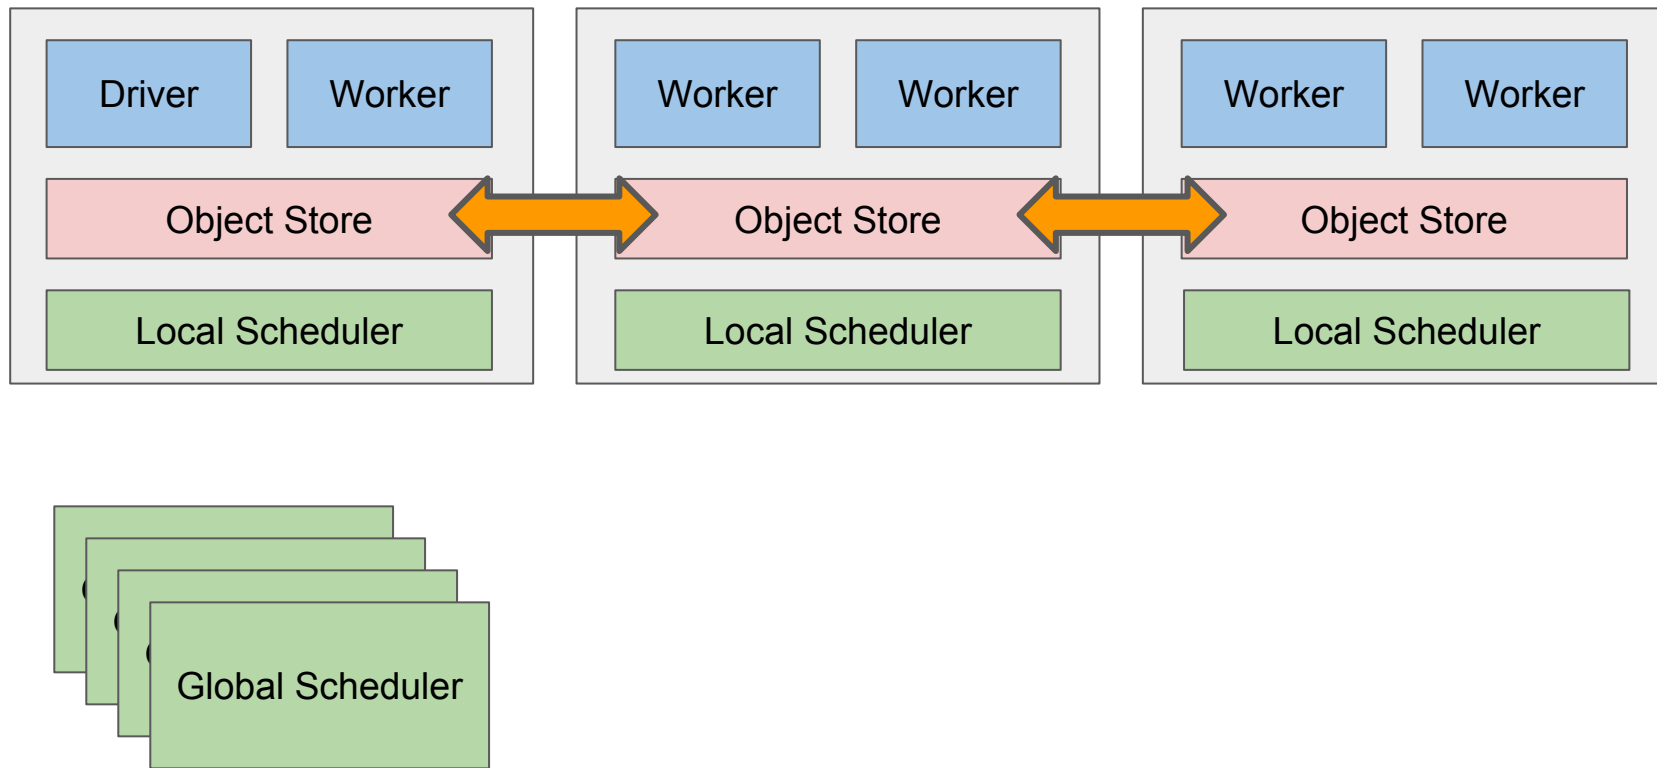 Driver
Worker
Worker
Worker
Worker
Worker
Object Store
Object Store
Object Store
Local Scheduler
Local Scheduler
Local Scheduler
Global Scheduler